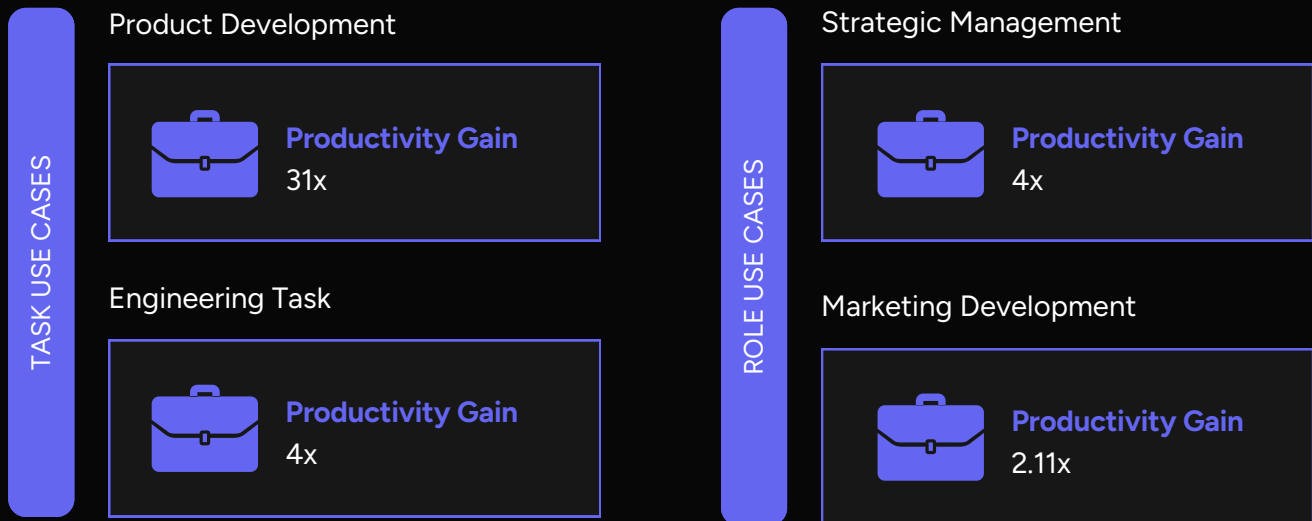 TASK USE CASES
Product Development
Productivity Gain
31x
Engineering Task
Productivity Gain
4x
ROLE USE CASES
Strategic Management
Productivity Gain
4x
Marketing Development
Productivity Gain
2.11x